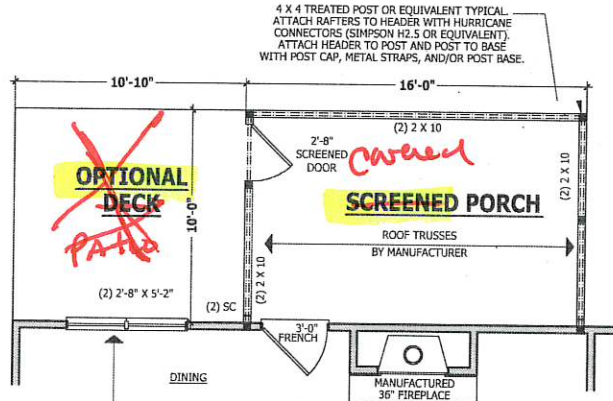 4 X 4 TREATED POST OR EQUIVALENT TYPICAL.
ATTACH RAFTERS TO HEADER WITH HURRICANE
CONNECTORS (SIMPSON H2.5 OR EQUIVALENT).
ATTACH HEADER TO POST AND POST TO BASE
WITH POST CAP, METAL STRAPS, AND/OR POST BASE.
10'-10"
16'-0"
(2) 2 X 10
2'-8"
SCREENED
DOOR
covered
(2) 2 X 10
OPTIONAL
DECK
Patio
10'-0"
SCREENED PORCH
ROOF TRUSSES
BY MANUFACTURER
(2) 2 X 10
(2) 2'-8" X 5'-2"
(2) SC
3'-0"
FRENCH
DINING
MANUFACTURED
36" FIREPLACE